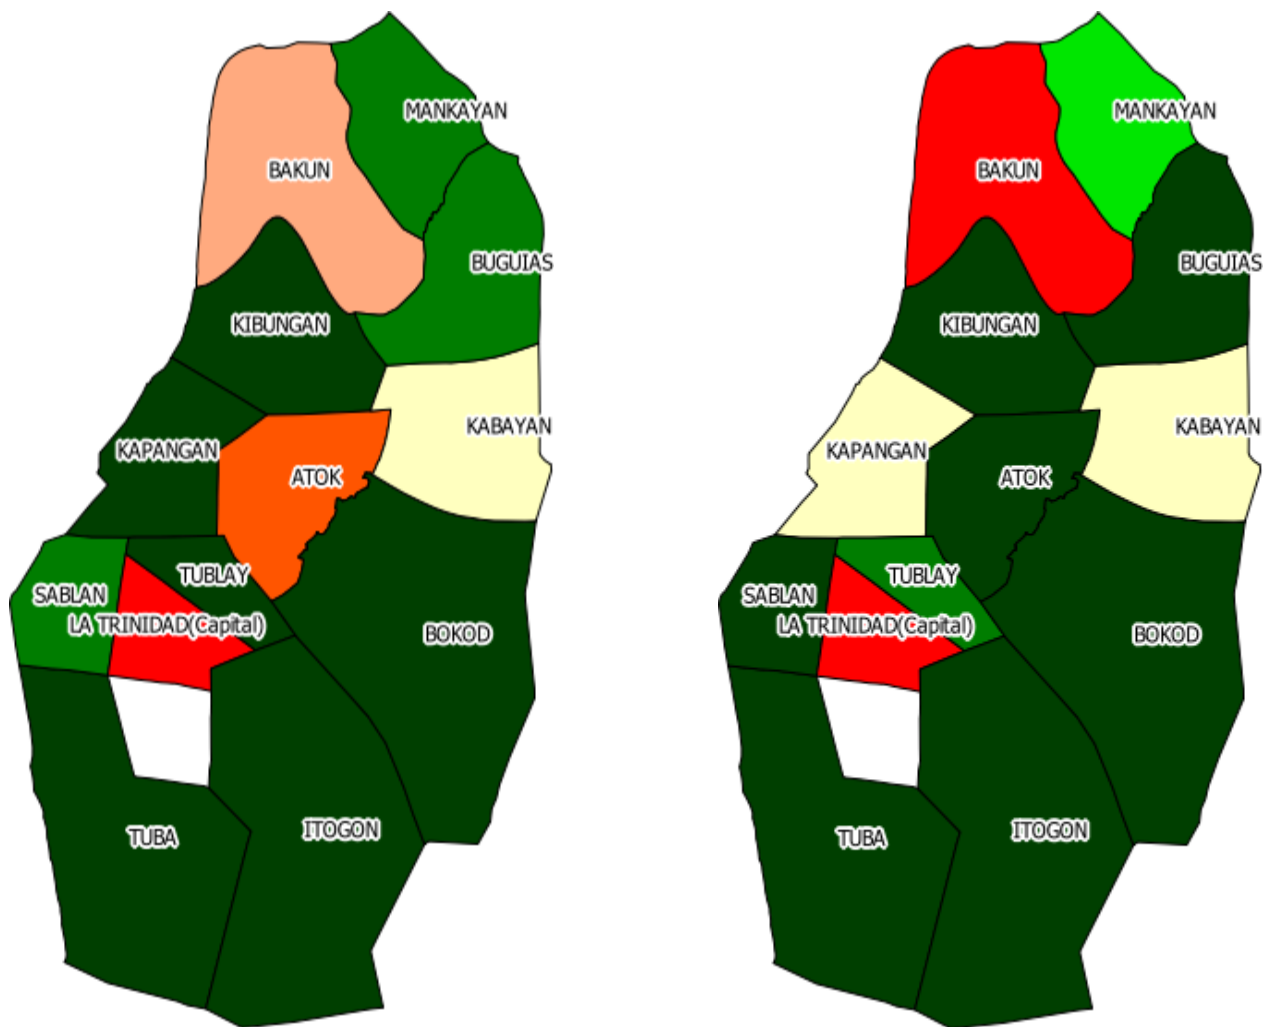 MANKAYAN
BAKUN
BUGUIAS
KIBUNGAN
KABAYAN
KAPANGAN
ATOK
TUBLAY
SABLAN
LA TRINIDAD(Capital)
BOKOD
ITOGON
TUBA
MANKAYAN
BAKUN
BUGUIAS
KIBUNGAN
KABAYAN
KAPANGAN
ATOK
TUBLAY
SABLAN
LA TRINIDAD(Capital)
BOKOD
ITOGON
TUBA